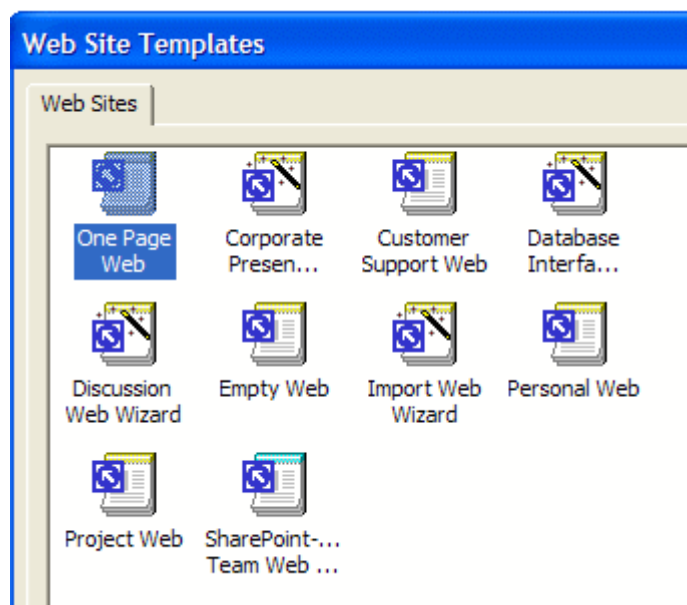 Web Site Templates
Web Sites
One Page
Web
Corporate
Presen...
Customer
Support Web
Database
Interfa...
Discussion
Web Wizard
Empty Web
Import Web
Wizard
Personal Web
Project Web
SharePoint-...
Team Web ...